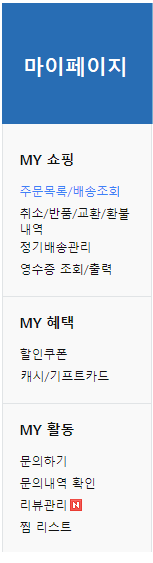 마이페이지
MY 쇼핑
주문목록/배송조회
취소/반품/교환/환불
내역
정기배송관리
영수증 조회/출력
MY 혜택
할인쿠폰
캐시/기프트카드
MY 활동
문의하기
문의내역 확인
리뷰관리 N
찜 리스트